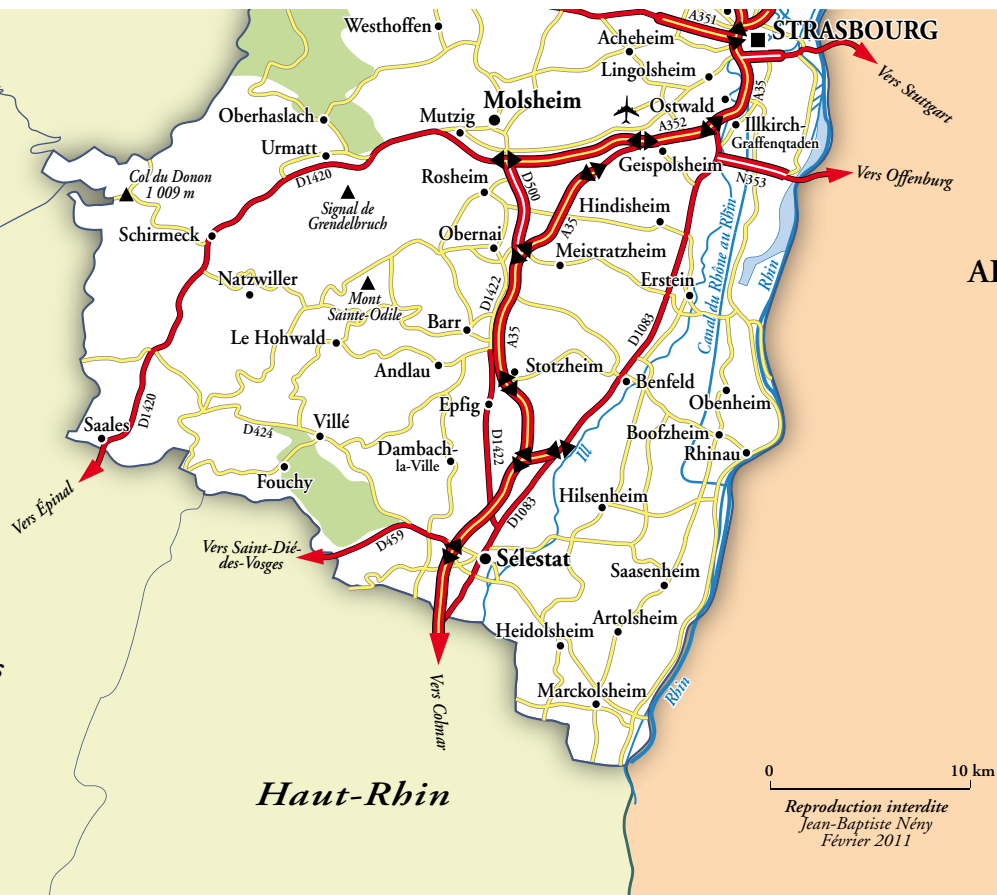 A351
STRASBOURG
Westhoffen
Acheheim
Lingolsheim
Vers Stuttgart
A35
Molsheim
Ostwald
Oberhaslach
Mutzig
A352
Illkirch-
Graffenqtaden
Urmatt
Geispolsheim
Col du Donon
1 009 m
D1420
Rosheim
D500
N353
Vers Offenburg
Signal de
Grendelbruch
Hindisheim
A35
Schirmeck
Obernai
Meistratzheim
Canal du Rhône au Rhin
Rhin
Natzwiller
Erstein
D1422
Mont
Sainte-Odile
Barr
Le Hohwald
A35
D1083
Andlau
Stotzheim
Benfeld
Obenheim
Epfig
D1420
Saales
Villé
D424
D1422
Boofzheim
Rhinau
Dambach-
la-Ville
Ill
Fouchy
Vers Épinal
Hilsenheim
D1083
D459
Vers Saint-Dié-
des-Vosges
Sélestat
Saasenheim
Artolsheim
Heidolsheim
Vers Colmar
Marckolsheim
Rhin
Haut-Rhin
0 10 km
Reproduction interdite
Jean-Baptiste Nény
Février 2011